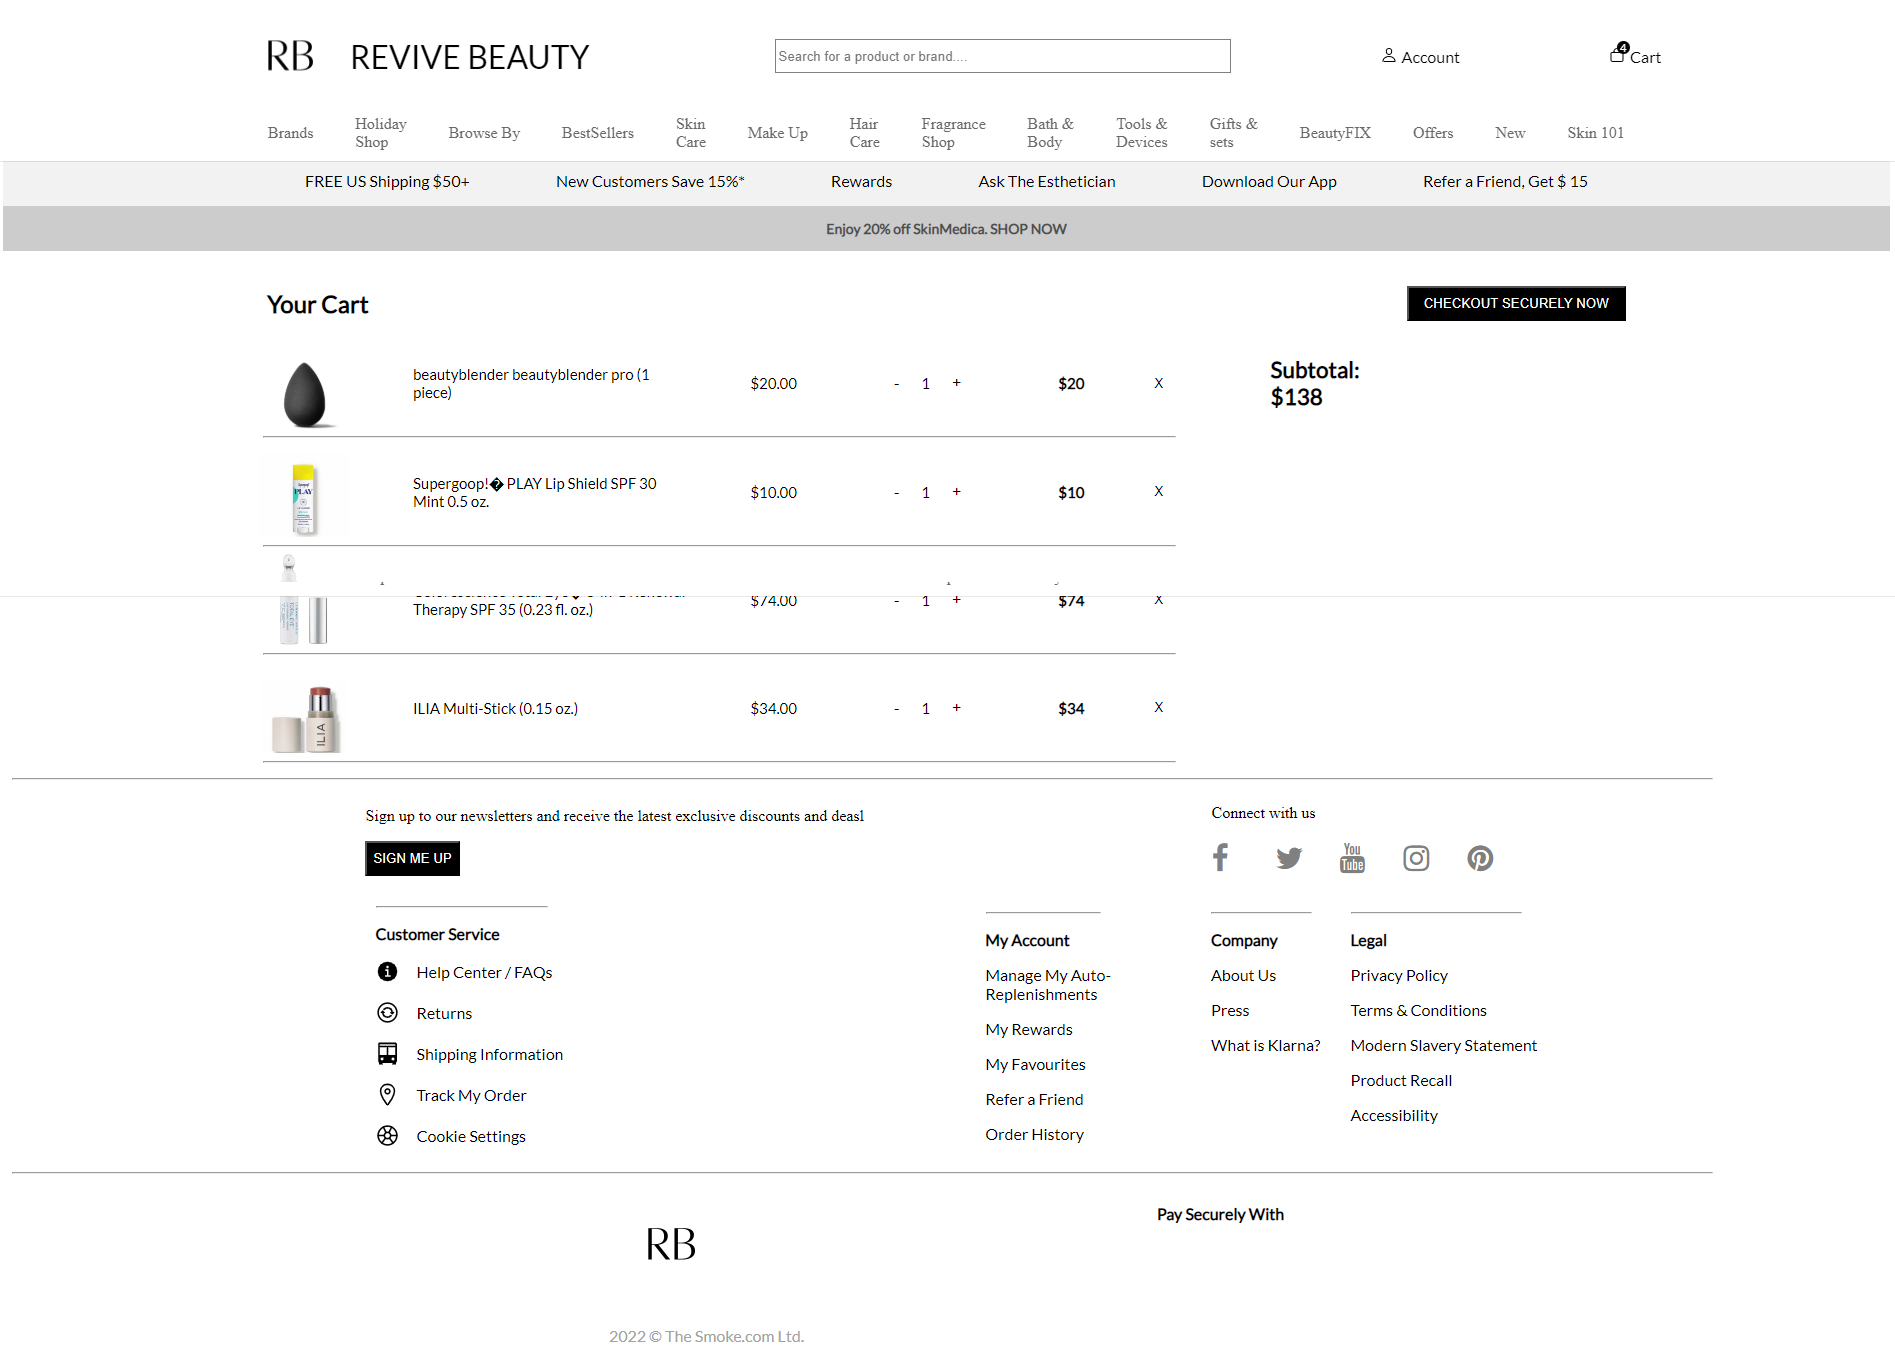 RB REVIVE BEAUTY
Search for a product or brand....
Account
4
Cart
Brands
Holiday
Shop
Browse By
BestSellers
Skin
Care
Make Up
Hair
Care
Fragrance
Shop
Bath &
Body
Tools &
Devices
Gifts &
sets
BeautyFIX
Offers
New
Skin 101
FREE US Shipping $50+
New Customers Save 15%*
Rewards
Ask The Esthetician
Download Our App
Refer a Friend, Get $ 15
Enjoy 20% off SkinMedica. SHOP NOW
Your Cart
CHECKOUT SECURELY NOW
beautyblender beautyblender pro (1
piece)
$20.00
- 1 +
$20
X
Subtotal:
$138
PLAY
Supergoop!� PLAY Lip Shield SPF 30
Mint 0.5 oz.
$10.00
- 1 +
$10
X
Therapy SPF 35 (0.23 fl. oz.)
$74.00
- 1 +
$74
X
ILIA
ILIA Multi-Stick (0.15 oz.)
$34.00
- 1 +
$34
X
Sign up to our newsletters and receive the latest exclusive discounts and deasl
SIGN ME UP
Connect with us
You
Tube
Customer Service
Help Center / FAQs
Returns
Shipping Information
Track My Order
Cookie Settings
My Account
Manage My Auto-
Replenishments
My Rewards
My Favourites
Refer a Friend
Order History
Company
About Us
Press
What is Klarna?
Legal
Privacy Policy
Terms & Conditions
Modern Slavery Statement
Product Recall
Accessibility
RB
Pay Securely With
2022 © The Smoke.com Ltd.